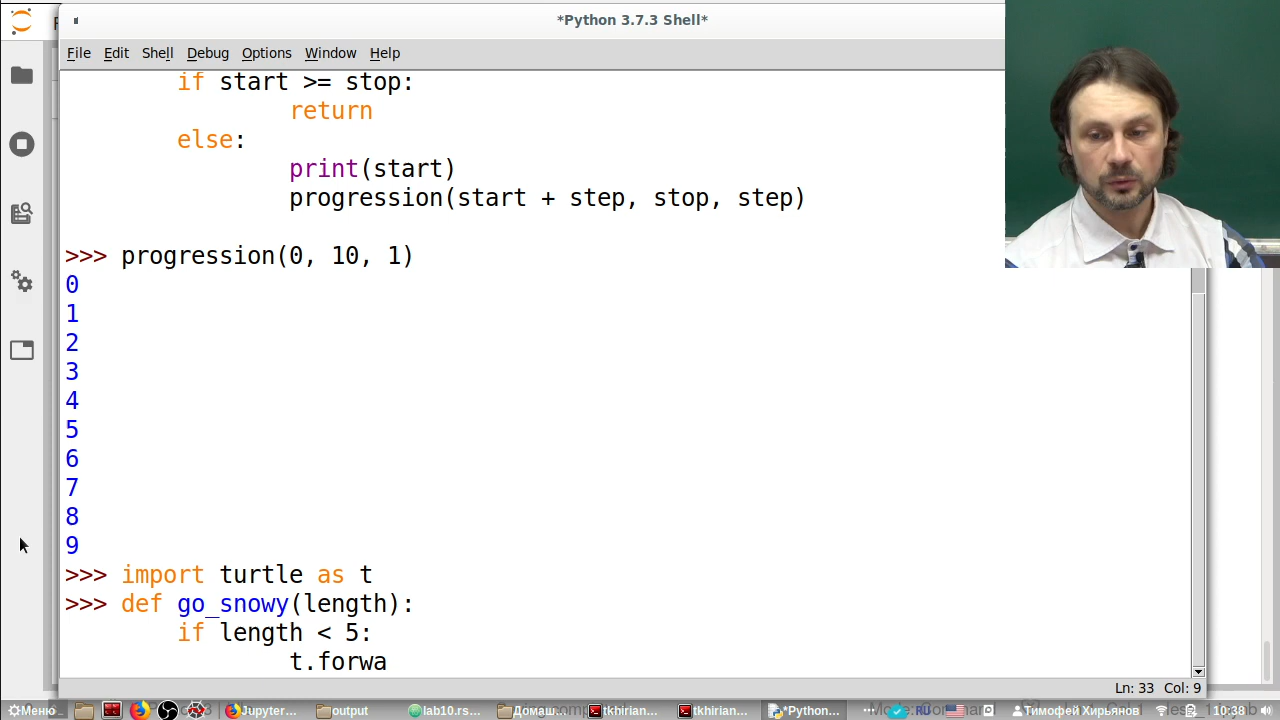 *Python 3.7.3 Shell*
File Edit Shell Debug Options Window Help
if start >= stop:
return
else:
print(start)
progression(start + step, stop, step)
>>> progression(0, 10, 1)
0
1
2
3
4
5
6
7
8
9
>>> import turtle as t
>>> def go_snowy(length):
if length < 5:
t.forwa
Ln: 33 Col: 9
Меню Jupyter... output lab10.rs... Домаш... tkhirian... tkhirian... *Python... RU Тимофей Хирьянов 10:38